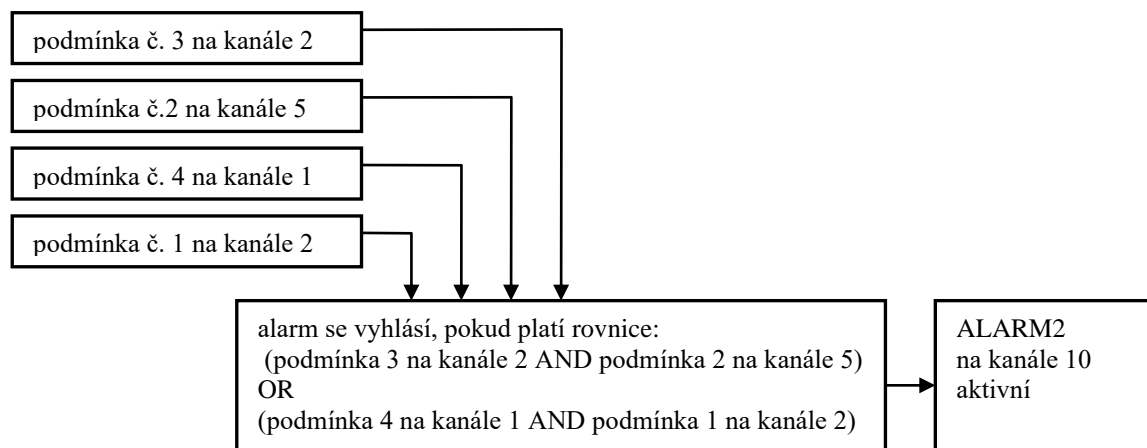 podmínka č. 3 na kanále 2
podmínka č.2 na kanále 5
podmínka č. 4 na kanále 1
podmínka č. 1 na kanále 2
alarm se vyhlásí, pokud platí rovnice:
(podmínka 3 na kanále 2 AND podmínka 2 na kanále 5)
OR
(podmínka 4 na kanále 1 AND podmínka 1 na kanále 2)
ALARM2
na kanále 10
aktivní